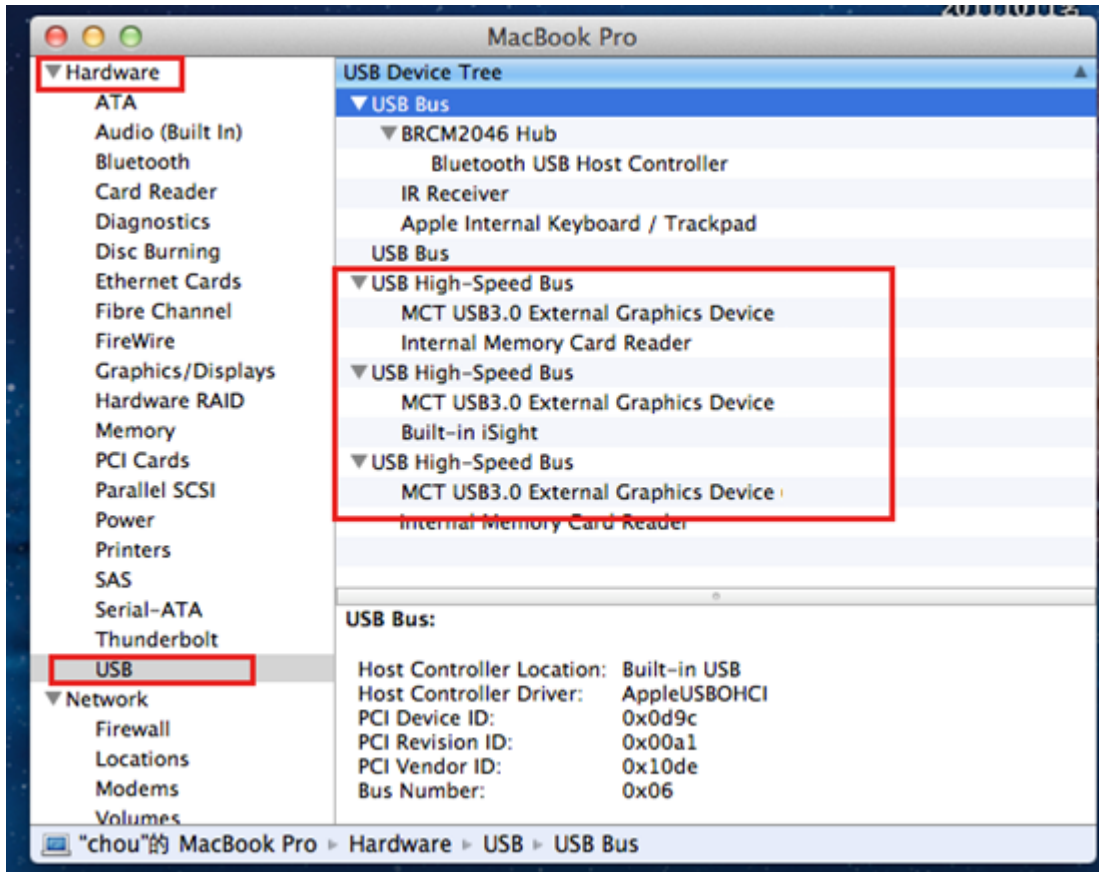 20111011
MacBook Pro
Hardware
ATA
Audio (Built In)
Bluetooth
Card Reader
Diagnostics
Disc Burning
Ethernet Cards
Fibre Channel
FireWire
Graphics/Displays
Hardware RAID
Memory
PCI Cards
Parallel SCSI
Power
Printers
SAS
Serial-ATA
Thunderbolt
USB
Network
Firewall
Locations
Modems
Volumes
USB Device Tree
USB Bus
BRCM2046 Hub
Bluetooth USB Host Controller
IR Receiver
Apple Internal Keyboard / Trackpad
USB Bus
USB High-Speed Bus
MCT USB3.0 External Graphics Device
Internal Memory Card Reader
USB High-Speed Bus
MCT USB3.0 External Graphics Device
Built-in iSight
USB High-Speed Bus
MCT USB3.0 External Graphics Device
Internal Memory Card Reader
USB Bus:
Host Controller Location: Built-in USB
Host Controller Driver: AppleUSBOHCI
PCI Device ID: 0x0d9c
PCI Revision ID: 0x00a1
PCI Vendor ID: 0x10de
Bus Number: 0x06
"chou"的 MacBook Pro ▸ Hardware ▸ USB ▸ USB Bus